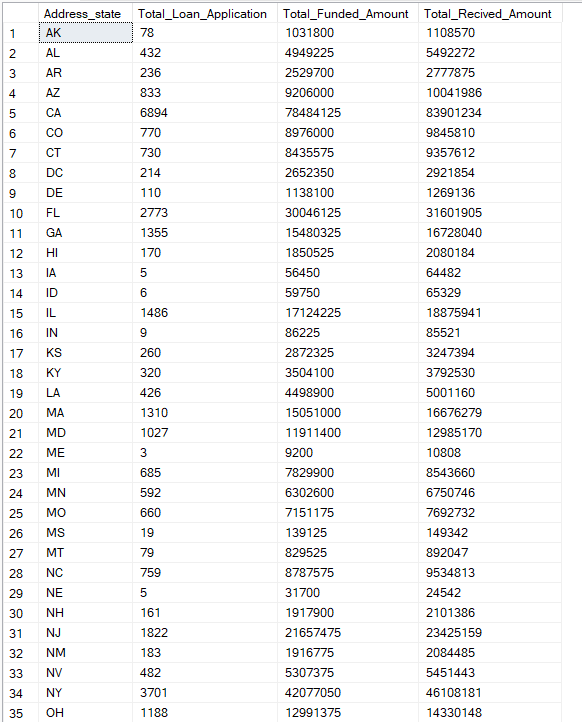 Address_state Total_Loan_Application Total_Funded_Amount Total_Recived_Amount
1 AK 78 1031800 1108570
2 AL 432 4949225 5492272
3 AR 236 2529700 2777875
4 AZ 833 9206000 10041986
5 CA 6894 78484125 83901234
6 CO 770 8976000 9845810
7 CT 730 8435575 9357612
8 DC 214 2652350 2921854
9 DE 110 1138100 1269136
10 FL 2773 30046125 31601905
11 GA 1355 15480325 16728040
12 HI 170 1850525 2080184
13 IA 5 56450 64482
14 ID 6 59750 65329
15 IL 1486 17124225 18875941
16 IN 9 86225 85521
17 KS 260 2872325 3247394
18 KY 320 3504100 3792530
19 LA 426 4498900 5001160
20 MA 1310 15051000 16676279
21 MD 1027 11911400 12985170
22 ME 3 9200 10808
23 MI 685 7829900 8543660
24 MN 592 6302600 6750746
25 MO 660 7151175 7692732
26 MS 19 139125 149342
27 MT 79 829525 892047
28 NC 759 8787575 9534813
29 NE 5 31700 24542
30 NH 161 1917900 2101386
31 NJ 1822 21657475 23425159
32 NM 183 1916775 2084485
33 NV 482 5307375 5451443
34 NY 3701 42077050 46108181
35 OH 1188 12991375 14330148